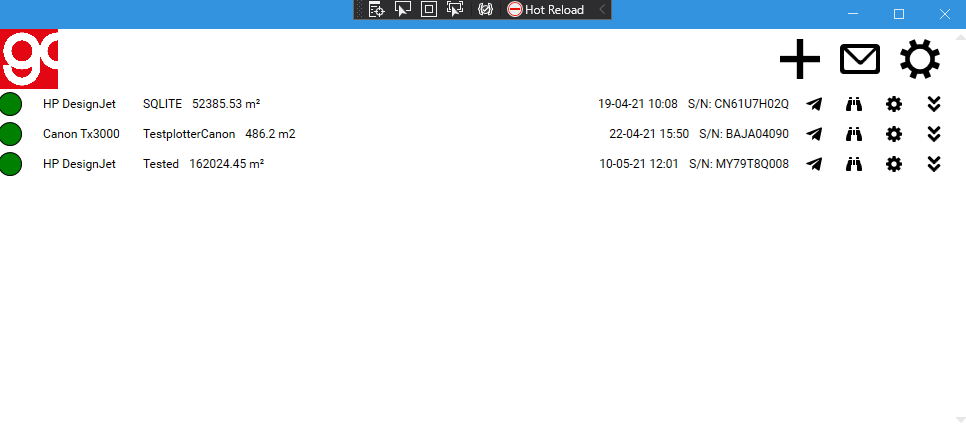 Hot Reload
go
HP DesignJet SQLITE 52385.53 m² 19-04-21 10:08 S/N: CN61U7H02Q
Canon Tx3000 TestplotterCanon 486.2 m2 22-04-21 15:50 S/N: BAJA04090
HP DesignJet Tested 162024.45 m² 10-05-21 12:01 S/N: MY79T8Q008